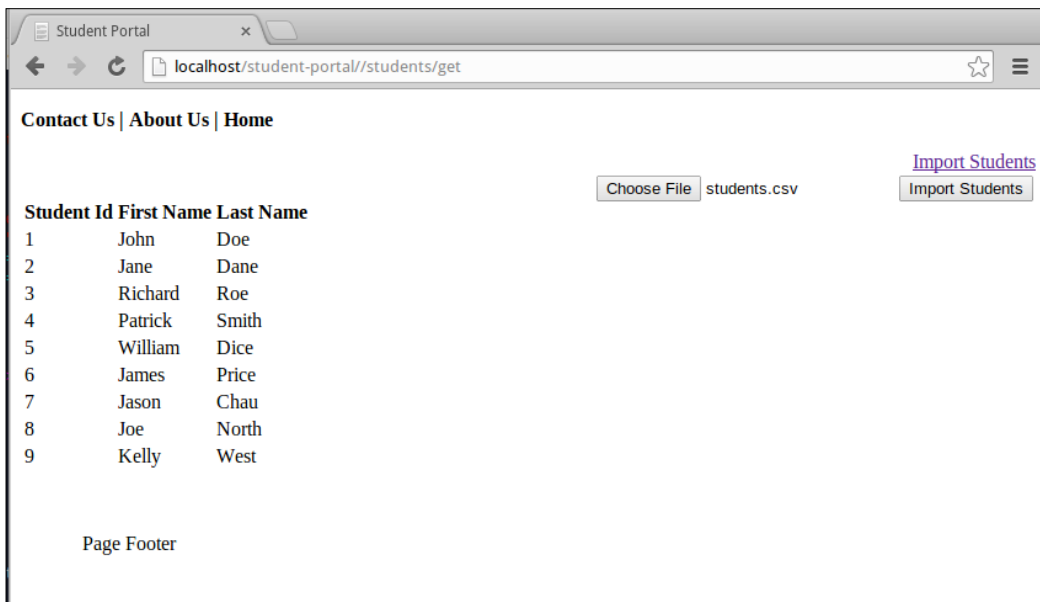 Student Portal
localhost/student-portal//students/get
Contact Us | About Us | Home
Import Students
Choose File students.csv Import Students
Student Id First Name Last Name
1 John Doe
2 Jane Dane
3 Richard Roe
4 Patrick Smith
5 William Dice
6 James Price
7 Jason Chau
8 Joe North
9 Kelly West
Page Footer